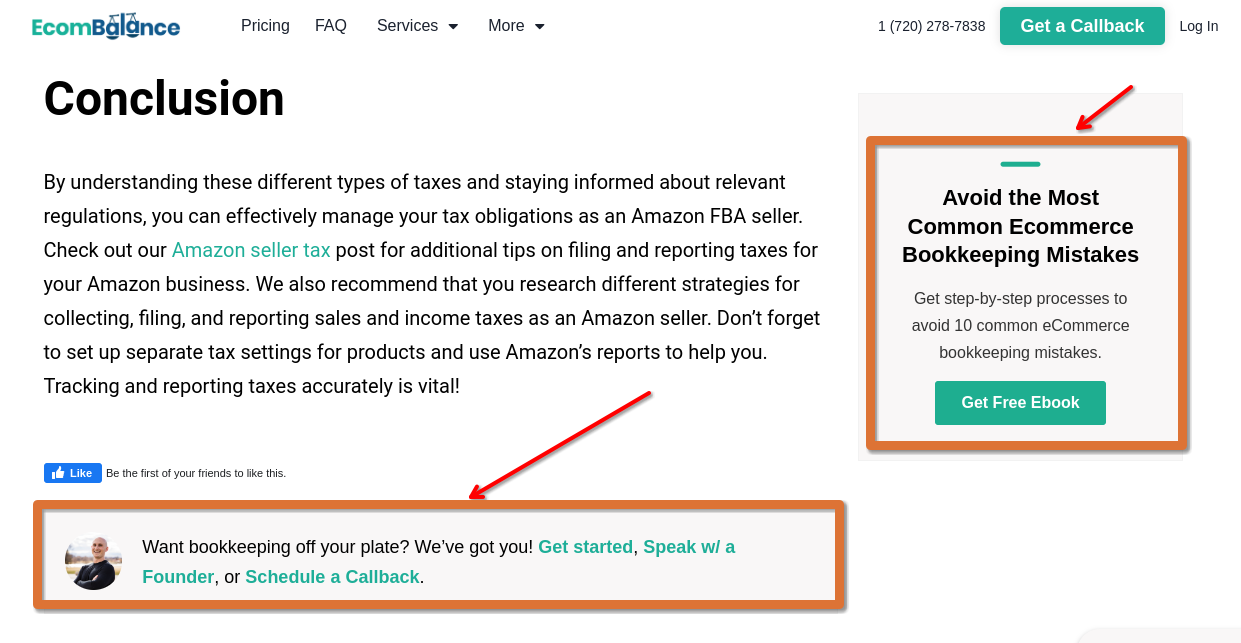 EcomBalance
Pricing FAQ Services More
1 (720) 278-7838 Get a Callback Log In
Conclusion
By understanding these different types of taxes and staying informed about relevant
regulations, you can effectively manage your tax obligations as an Amazon FBA seller.
Check out our Amazon seller tax post for additional tips on filing and reporting taxes for
your Amazon business. We also recommend that you research different strategies for
collecting, filing, and reporting sales and income taxes as an Amazon seller. Don’t forget
to set up separate tax settings for products and use Amazon’s reports to help you.
Tracking and reporting taxes accurately is vital!
Like Be the first of your friends to like this.
Want bookkeeping off your plate? We’ve got you! Get started, Speak w/ a
Founder, or Schedule a Callback.
Avoid the Most
Common Ecommerce
Bookkeeping Mistakes
Get step-by-step processes to
avoid 10 common eCommerce
bookkeeping mistakes.
Get Free Ebook